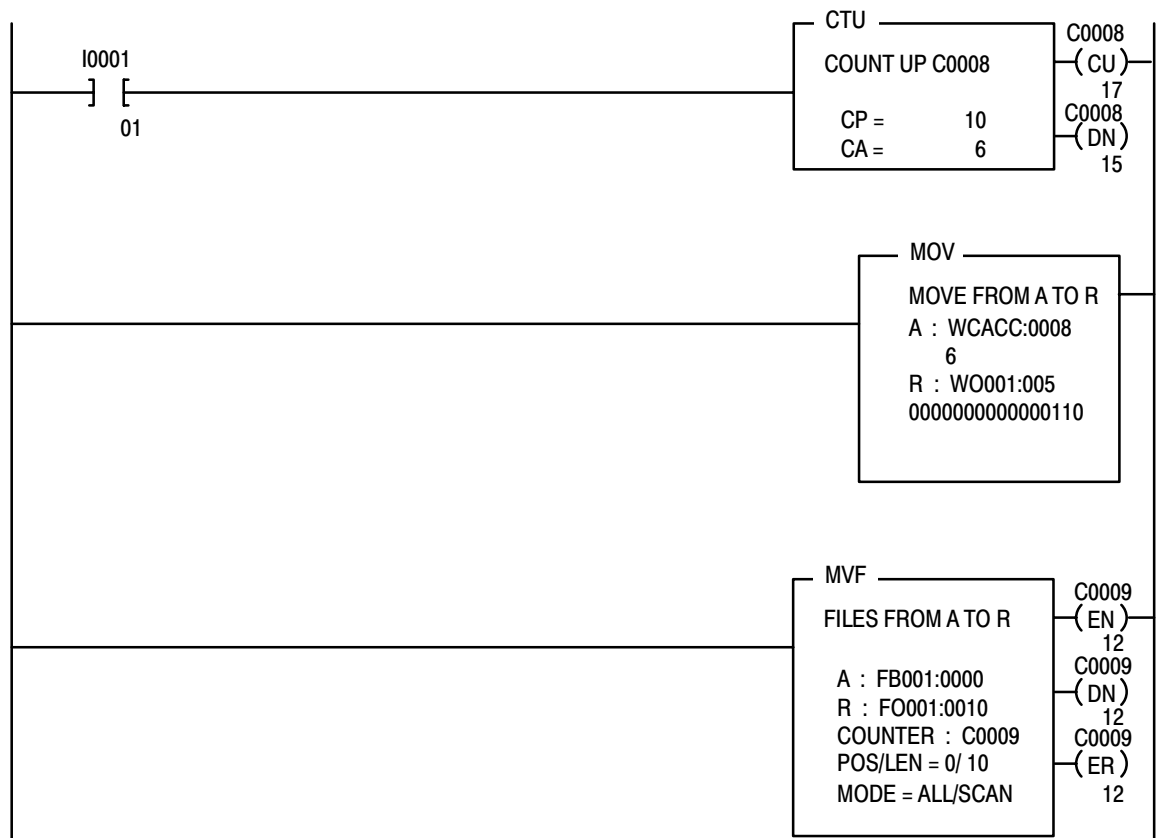 CTU
C0008
I0001
COUNT UP C0008
CU
17
01
CP = 10
C0008
DN
CA = 6
15
MOV
MOVE FROM A TO R
A : WCACC:0008
6
R : WO001:005
0000000000000110
MVF
C0009
FILES FROM A TO R
EN
12
C0009
A : FB001:0000
DN
R : FO001:0010
12
COUNTER : C0009
C0009
POS/LEN = 0/ 10
ER
MODE = ALL/SCAN
12